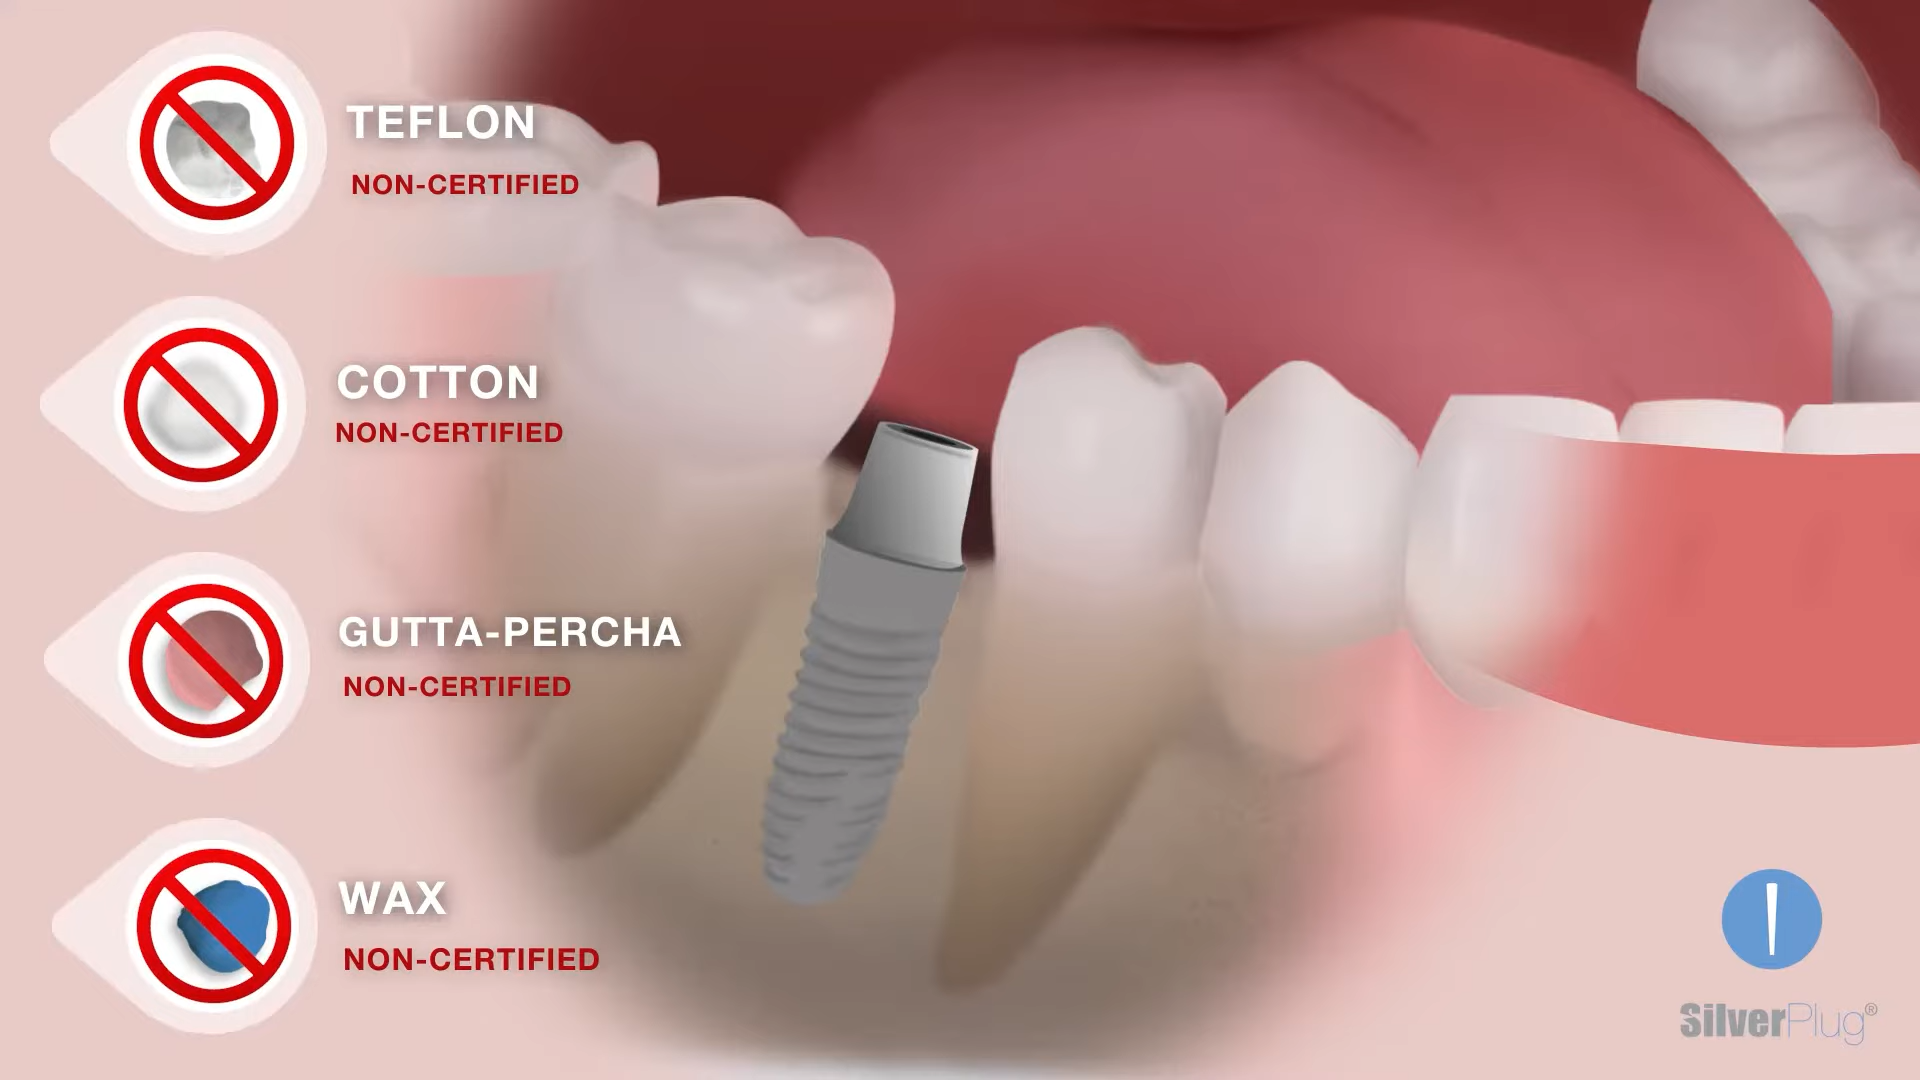 TEFLON
NON-CERTIFIED
COTTON
NON-CERTIFIED
GUTTA-PERCHA
NON-CERTIFIED
WAX
NON-CERTIFIED
SilverPlug®